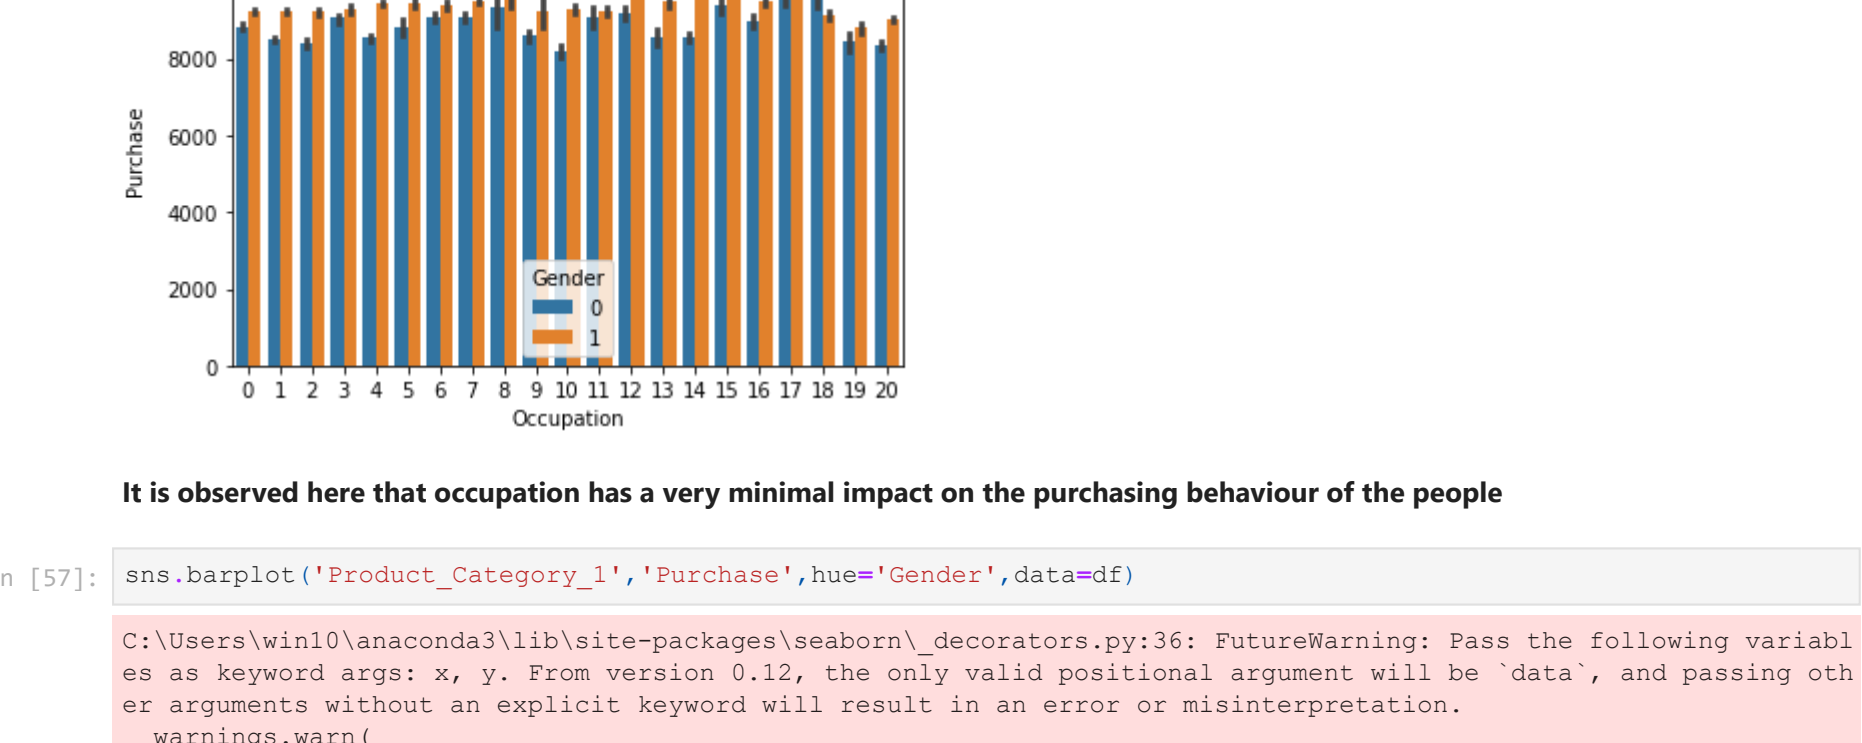 8000
6000
4000
2000
0
Purchase
Gender
0
1
0 1 2 3 4 5 6 7 8 9 10 11 12 13 14 15 16 17 18 19 20
Occupation
It is observed here that occupation has a very minimal impact on the purchasing behaviour of the people
n [57]: sns.barplot('Product_Category_1','Purchase',hue='Gender',data=df)
C:\Users\win10\anaconda3\lib\site-packages\seaborn\_decorators.py:36: FutureWarning: Pass the following variabl
es as keyword args: x, y. From version 0.12, the only valid positional argument will be `data`, and passing oth
er arguments without an explicit keyword will result in an error or misinterpretation.
  warnings.warn(